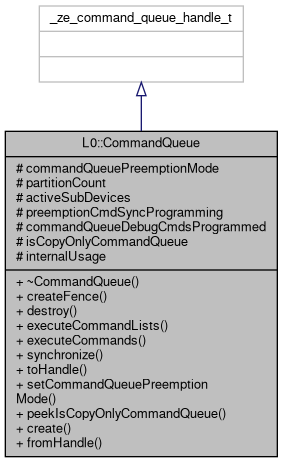 _ze_command_queue_handle_t
L0::CommandQueue
# commandQueuePreemptionMode
# partitionCount
# activeSubDevices
# preemptionCmdSyncProgramming
# commandQueueDebugCmdsProgrammed
# isCopyOnlyCommandQueue
# internalUsage
+ ~CommandQueue()
+ createFence()
+ destroy()
+ executeCommandLists()
+ executeCommands()
+ synchronize()
+ toHandle()
+ setCommandQueuePreemption
Mode()
+ peekIsCopyOnlyCommandQueue()
+ create()
+ fromHandle()